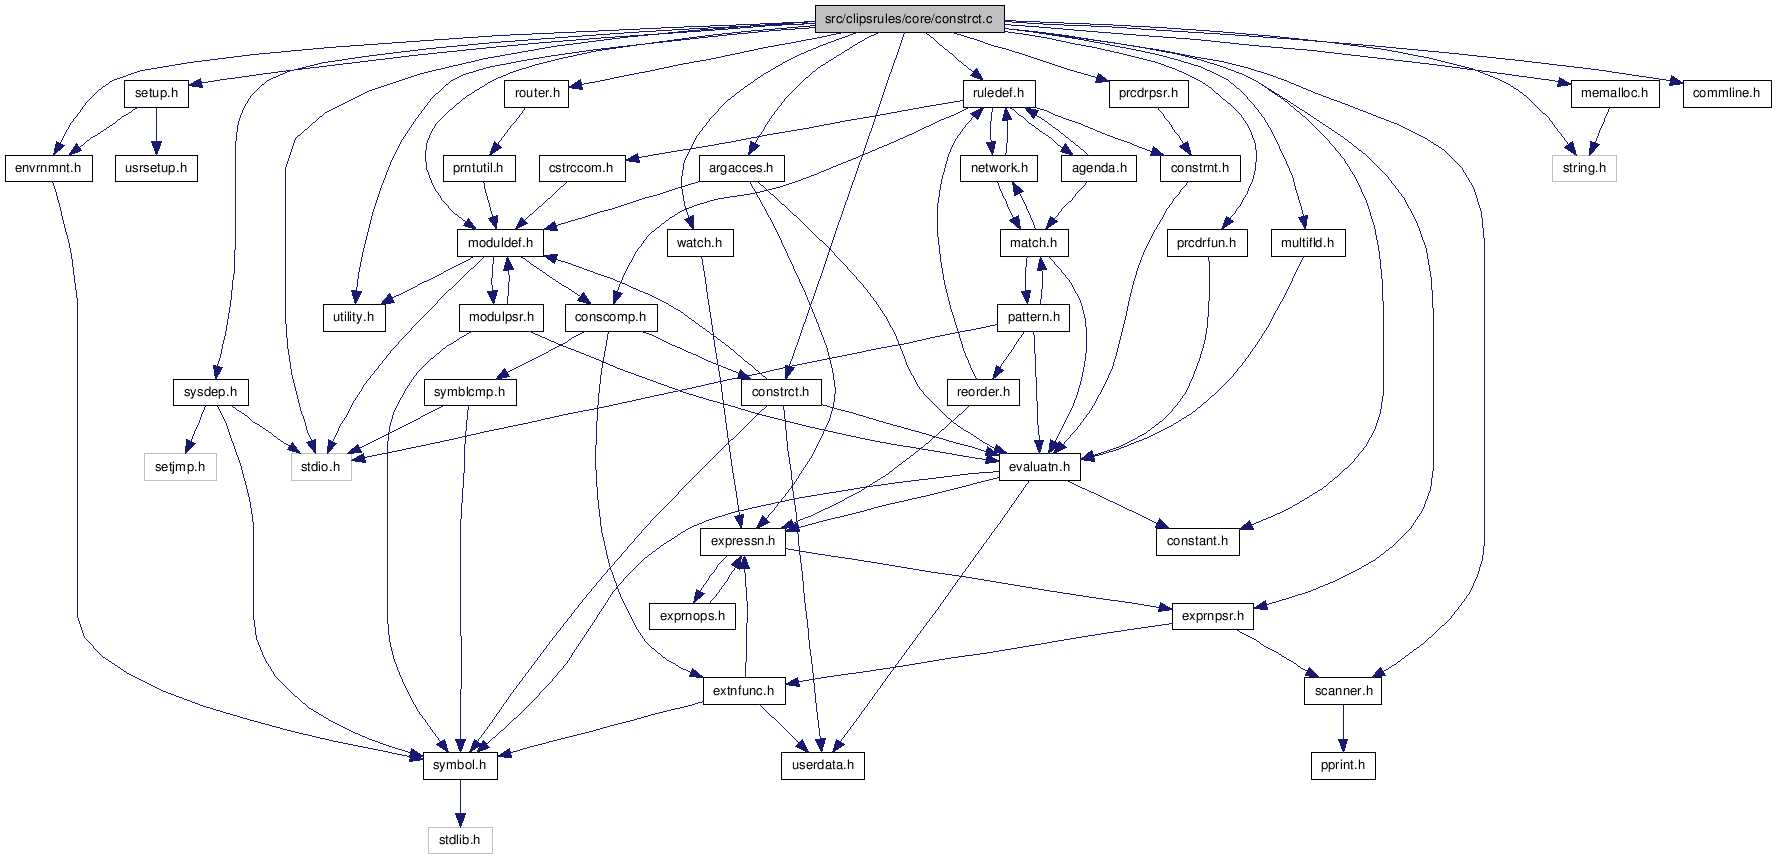 src/clipsrules/core/constrct.c
setup.h
router.h
ruledef.h
prcdrpsr.h
memalloc.h
commline.h
envrnmnt.h
usrsetup.h
prntutil.h
cstrccom.h
argacces.h
network.h
agenda.h
constrnt.h
string.h
moduldef.h
watch.h
match.h
prcdrfun.h
multifld.h
utility.h
modulpsr.h
conscomp.h
pattern.h
sysdep.h
symblcmp.h
constrct.h
reorder.h
setjmp.h
stdio.h
evaluatn.h
expressn.h
constant.h
exprnops.h
exprnpsr.h
extnfunc.h
scanner.h
symbol.h
userdata.h
pprint.h
stdlib.h